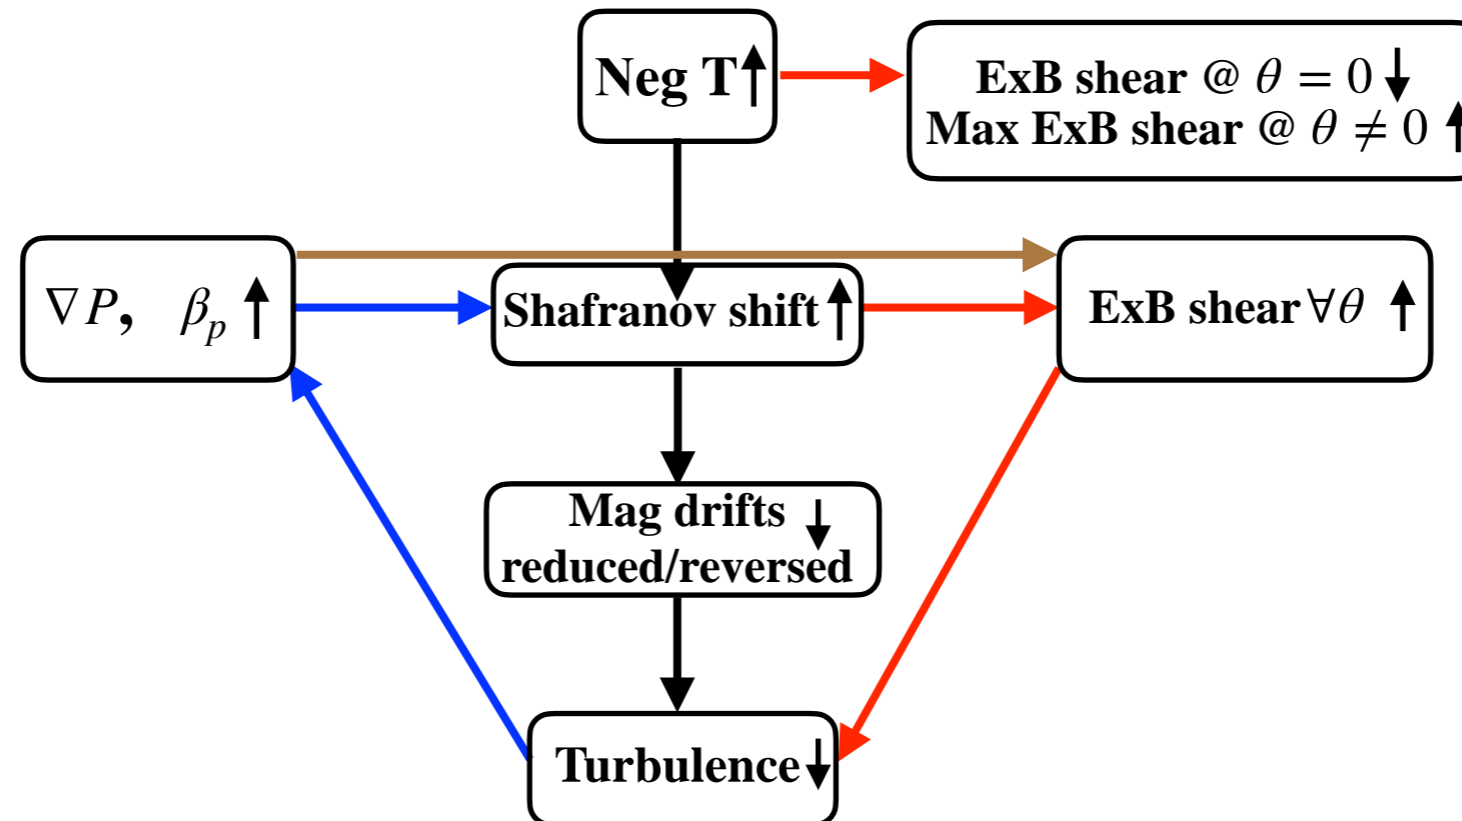 Neg T↑
ExB shear @ θ = 0 ↓
Max ExB shear @ θ ≠ 0 ↑
∇P, β_p ↑
Shafranov shift ↑
ExB shear ∀θ ↑
Mag drifts ↓
reduced/reversed
Turbulence ↓